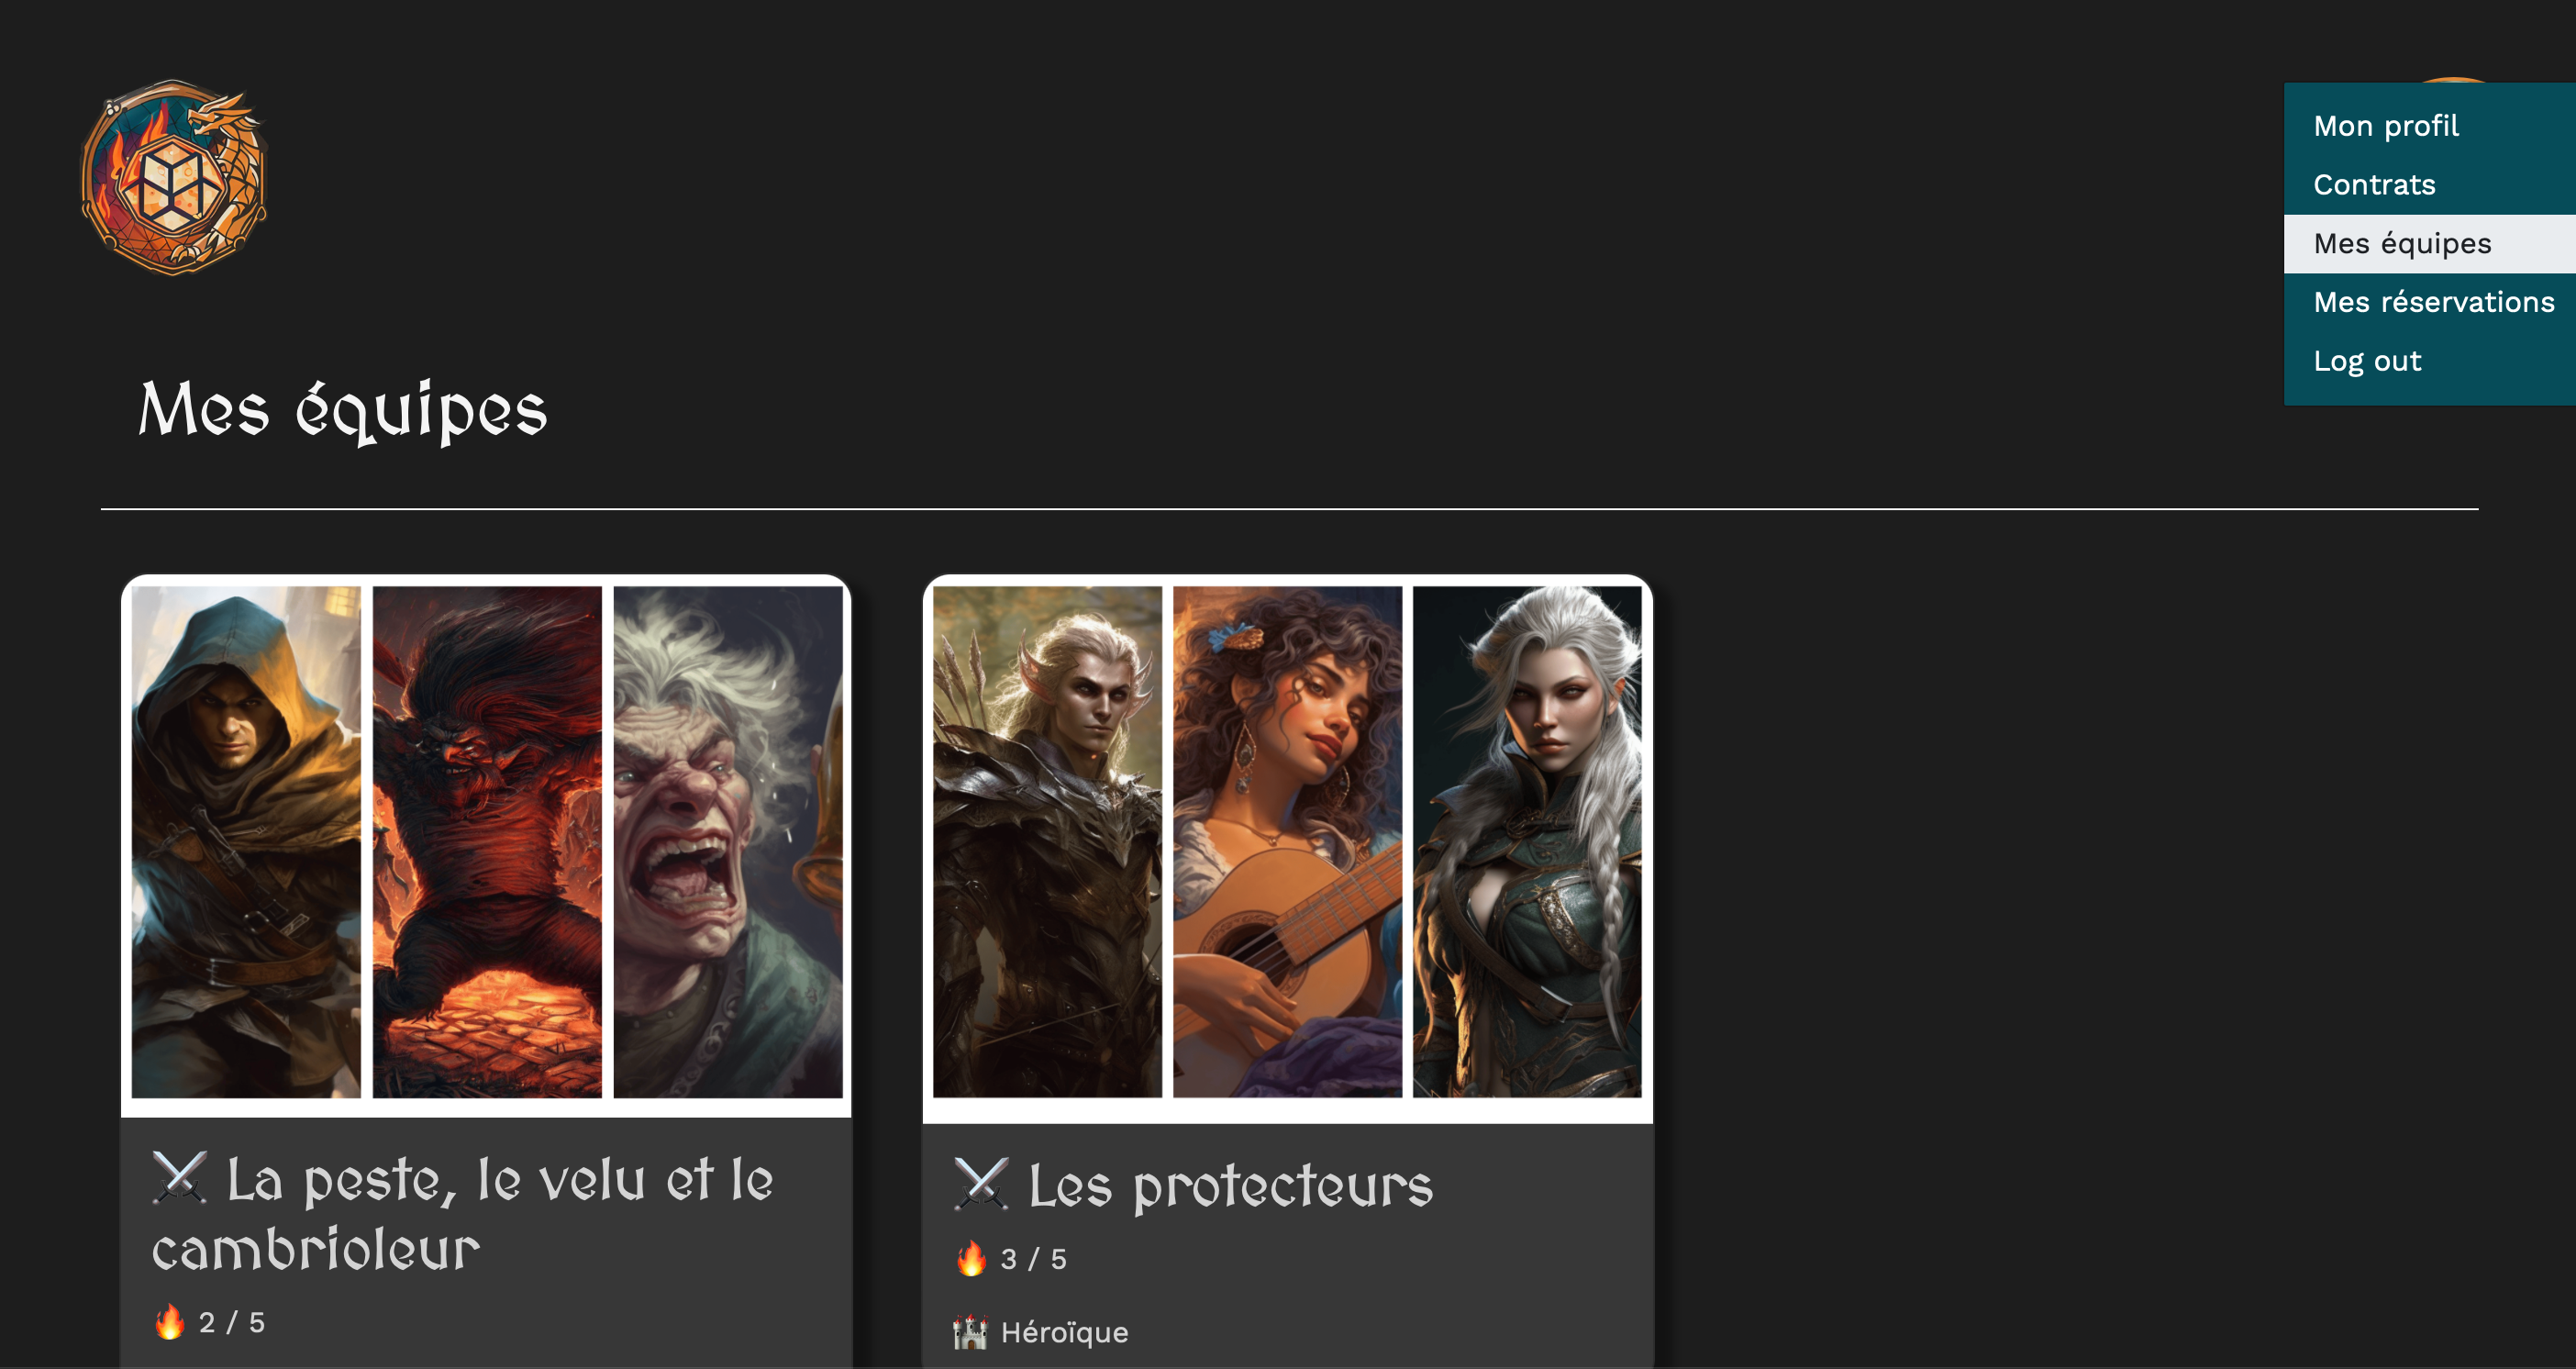 Mon profil
Contrats
Mes équipes
Mes réservations
Log out
Mes équipes
⚔️ La peste, le velu et le
cambrioleur
🔥 2 / 5
⚔️ Les protecteurs
🔥 3 / 5
🏰 Héroïque